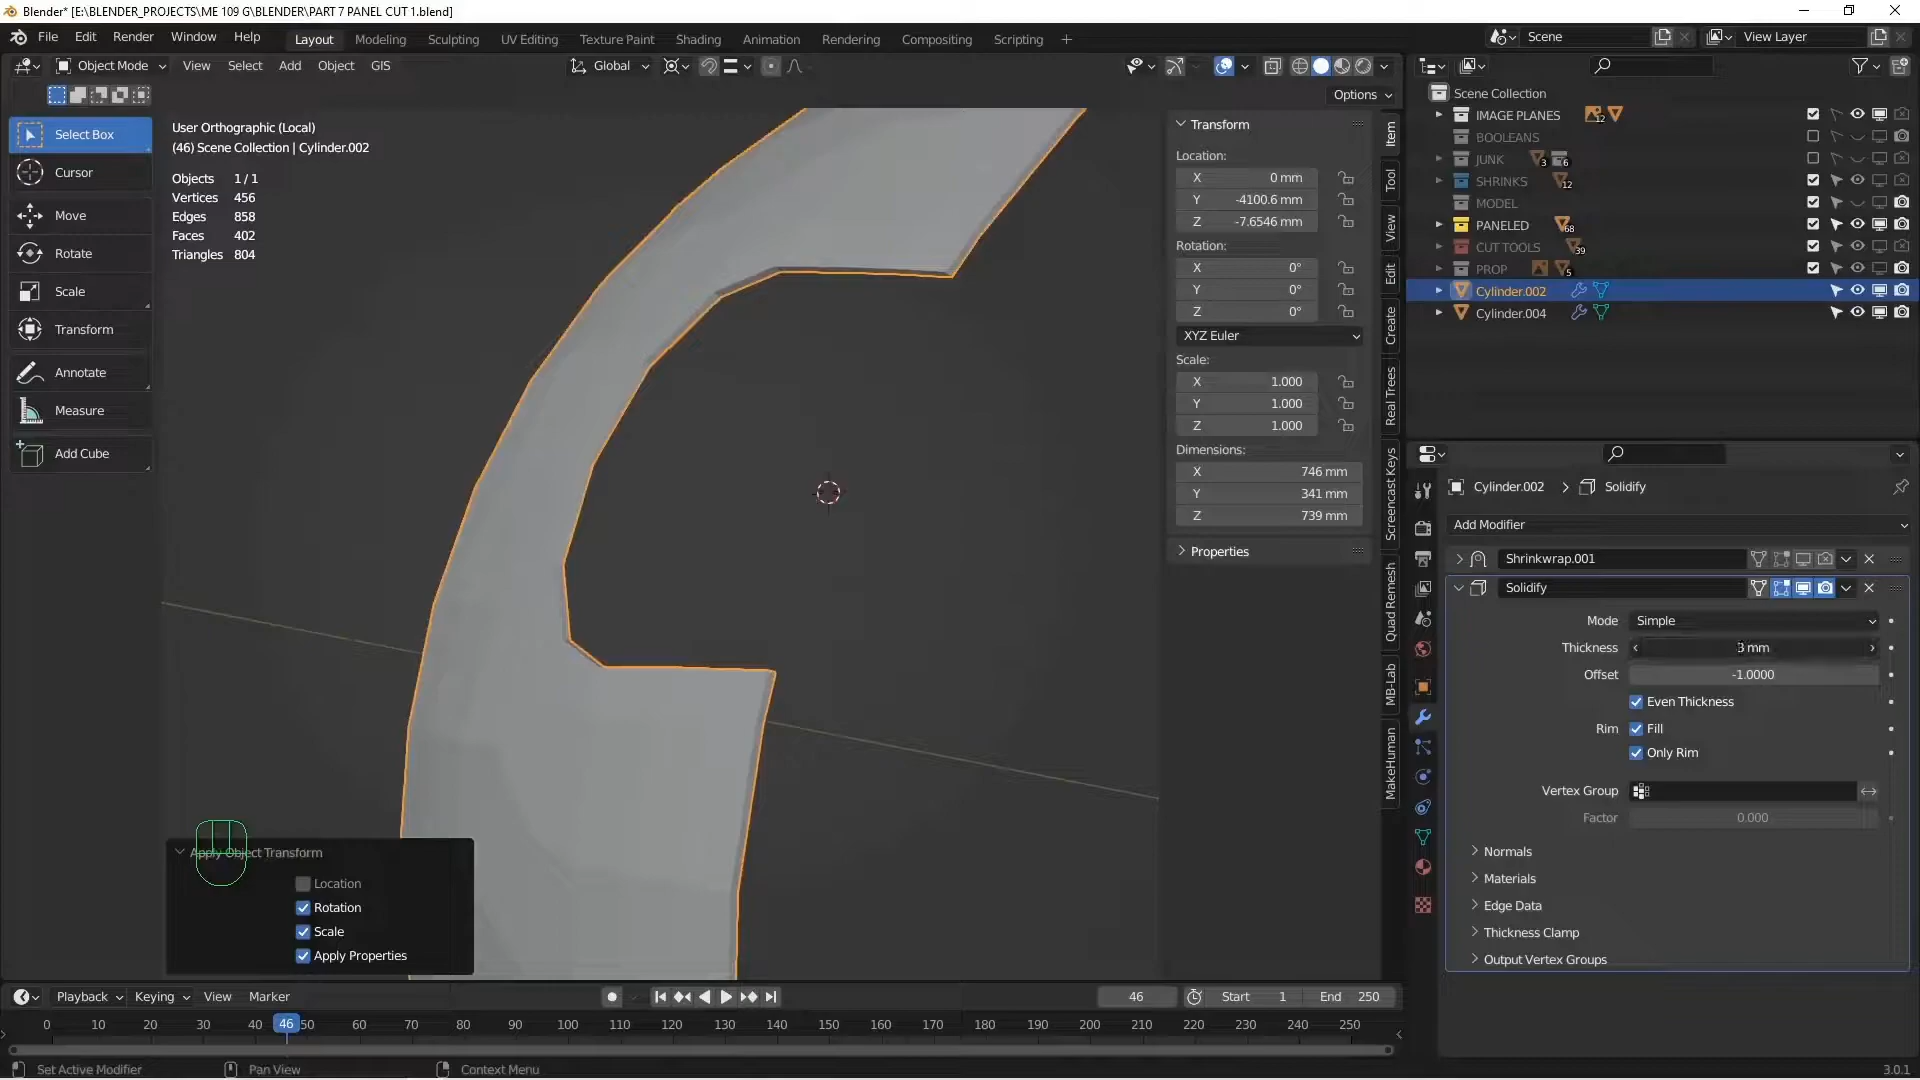 Blender* [E:\BLENDER_PROJECTS\ME 109 G\BLENDER\PART 7 PANEL CUT 1.blend]
File Edit Render Window Help Layout Modeling Sculpting UV Editing Texture Paint Shading Animation Rendering Compositing Scripting + Scene View Layer
Object Mode View Select Add Object GIS Global
Options
Select Box
Cursor
Move
Rotate
Scale
Transform
Annotate
Measure
Add Cube
User Orthographic (Local)
(46) Scene Collection | Cylinder.002
Objects 1 / 1
Vertices 456
Edges 858
Faces 402
Triangles 804
Transform
Location:
X 0 mm
Y -4100.6 mm
Z -7.6546 mm
Rotation:
X 0°
Y 0°
Z 0°
XYZ Euler
Scale:
X 1.000
Y 1.000
Z 1.000
Dimensions:
X 746 mm
Y 341 mm
Z 739 mm
Properties
Item
Tool
View
Edit
Create
Real Trees
Screencast Keys
Quad Remesh
MB-Lab
MakeHuman
Scene Collection
IMAGE PLANES 12
BOOLEANS
JUNK 3 6
SHRINKS 12
MODEL
PANELED 68
CUT TOOLS 39
PROP 5
Cylinder.002
Cylinder.004
Cylinder.002 > Solidify
Add Modifier
Shrinkwrap.001
Solidify
Mode Simple
Thickness 3 mm
Offset -1.0000
Even Thickness
Rim Fill
Only Rim
Vertex Group
Factor 0.000
Normals
Materials
Edge Data
Thickness Clamp
Output Vertex Groups
Apply Object Transform
Location
Rotation
Scale
Apply Properties
Playback Keying View Marker 46 Start 1 End 250
0 10 20 30 40 46 50 60 70 80 90 100 110 120 130 140 150 160 170 180 190 200 210 220 230 240 250
Set Active Modifier Pan View Context Menu 3.0.1